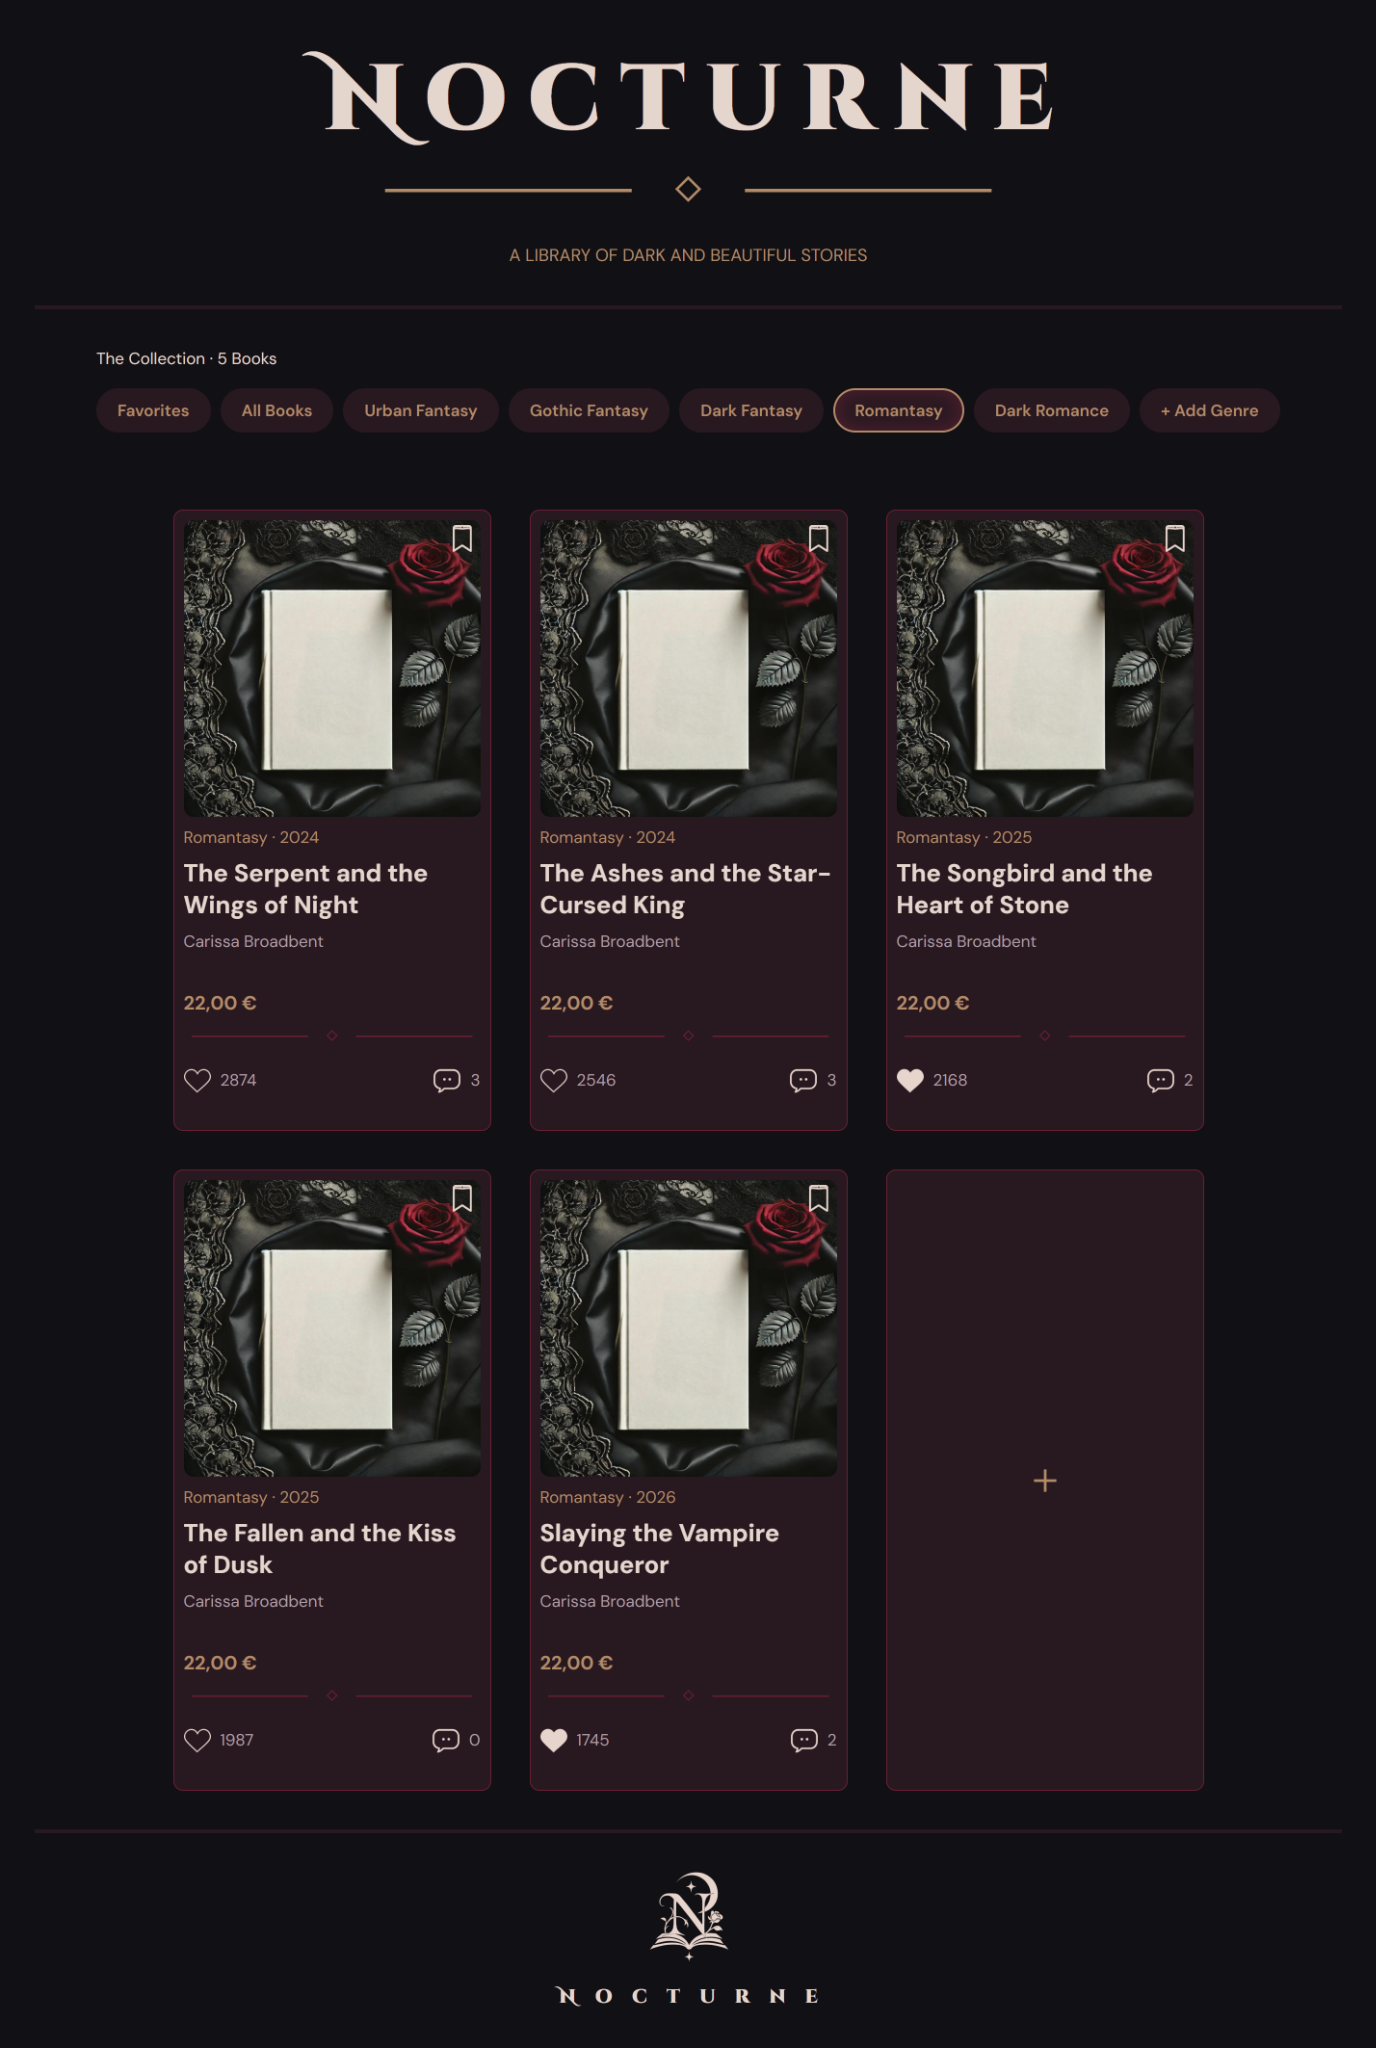 NOCTURNE
A LIBRARY OF DARK AND BEAUTIFUL STORIES
The Collection · 5 Books
Favorites
All Books
Urban Fantasy
Gothic Fantasy
Dark Fantasy
Romantasy
Dark Romance
+ Add Genre
Romantasy · 2024
The Serpent and the
Wings of Night
Carissa Broadbent
22,00 €
2874
3
Romantasy · 2024
The Ashes and the Star-
Cursed King
Carissa Broadbent
22,00 €
2546
3
Romantasy · 2025
The Songbird and the
Heart of Stone
Carissa Broadbent
22,00 €
2168
2
Romantasy · 2025
The Fallen and the Kiss
of Dusk
Carissa Broadbent
22,00 €
1987
0
Romantasy · 2026
Slaying the Vampire
Conqueror
Carissa Broadbent
22,00 €
1745
2
+
N
NOCTURNE